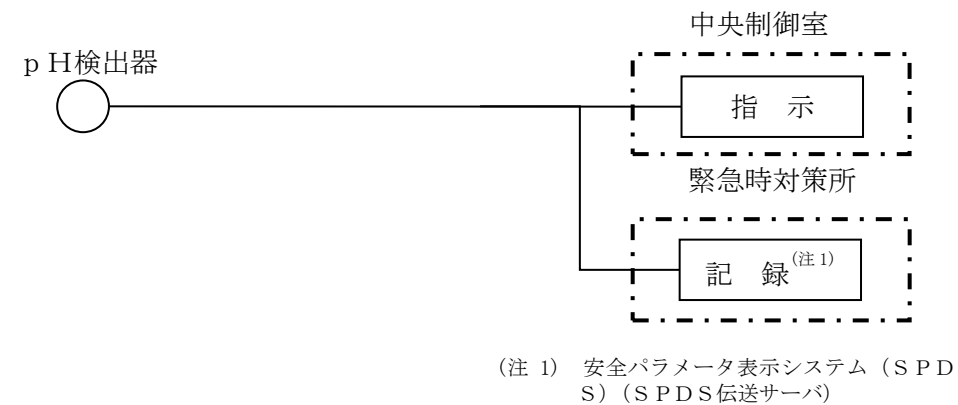 中央制御室
ｐＨ検出器
指　示
緊急時対策所
記　録(注1)
(注 1)　安全パラメータ表示システム（ＳＰＤ
Ｓ）（ＳＰＤＳ伝送サーバ）